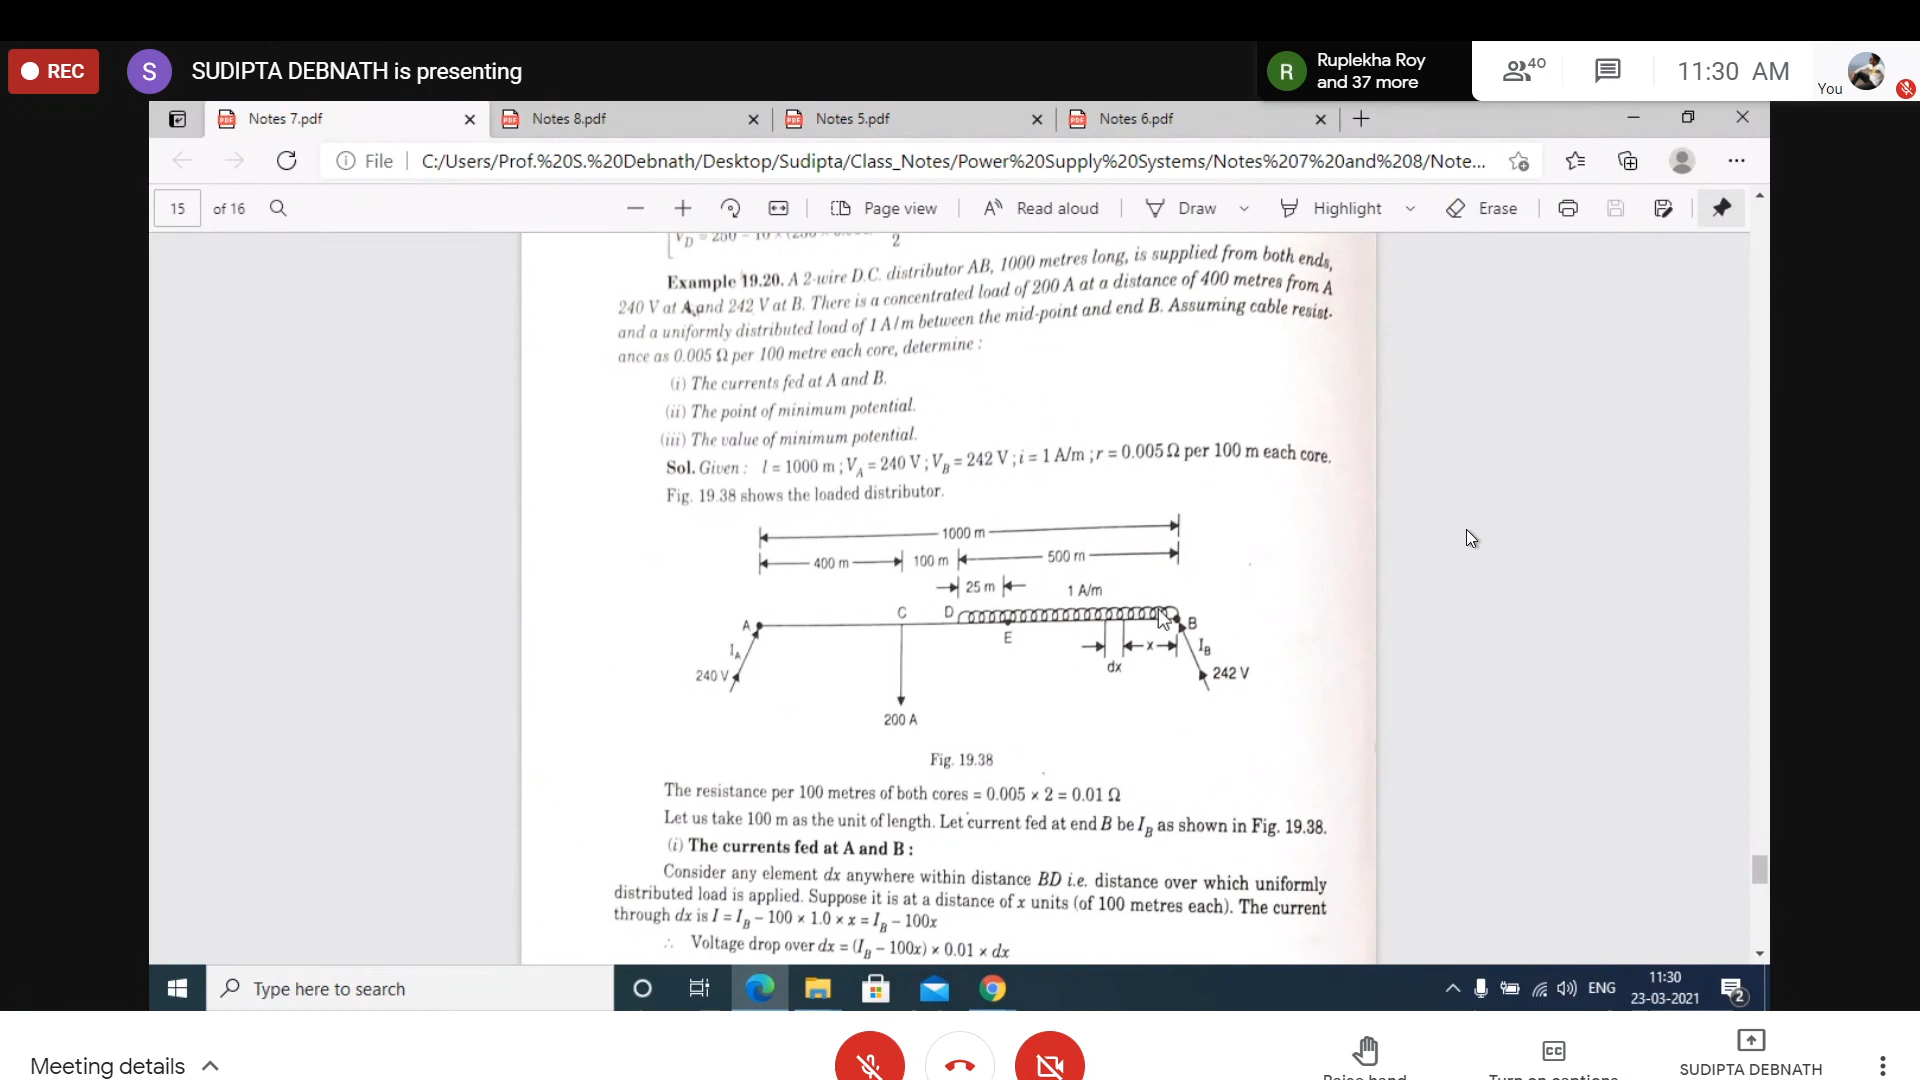 REC
S
SUDIPTA DEBNATH is presenting
R
Ruplekha Roy
and 37 more
40
11:30 AM
You
Notes 7.pdf
Notes 8.pdf
Notes 5.pdf
Notes 6.pdf
File
C:/Users/Prof.%20S.%20Debnath/Desktop/Sudipta/Class_Notes/Power%20Supply%20Systems/Notes%207%20and%208/Note...
15 of 16
Page view
Read aloud
Draw
Highlight
Erase
V_D = 250 – 10 × (250 ×
2
Example 19.20. A 2-wire D.C. distributor AB, 1000 metres long, is supplied from both ends,
240 V at A and 242 V at B. There is a concentrated load of 200 A at a distance of 400 metres from A
and a uniformly distributed load of 1 A/m between the mid-point and end B. Assuming cable resist-
ance as 0.005 Ω per 100 metre each core, determine :
(i) The currents fed at A and B.
(ii) The point of minimum potential.
(iii) The value of minimum potential.
Sol. Given : l = 1000 m ; V_A = 240 V ; V_B = 242 V ; i = 1 A/m ; r = 0.005 Ω per 100 m each core.
Fig. 19.38 shows the loaded distributor.
1000 m
400 m
100 m
500 m
25 m
1 A/m
A
C
D
E
B
I_A
I_B
x
dx
240 V
242 V
200 A
Fig. 19.38
The resistance per 100 metres of both cores = 0.005 × 2 = 0.01 Ω
Let us take 100 m as the unit of length. Let current fed at end B be I_B as shown in Fig. 19.38.
(i) The currents fed at A and B :
Consider any element dx anywhere within distance BD i.e. distance over which uniformly
distributed load is applied. Suppose it is at a distance of x units (of 100 metres each). The current
through dx is I = I_B – 100 × 1.0 × x = I_B – 100x
∴ Voltage drop over dx = (I_B – 100x) × 0.01 × dx
Type here to search
ENG
11:30
23-03-2021
2
Meeting details
Raise hand
Turn on captions
SUDIPTA DEBNATH